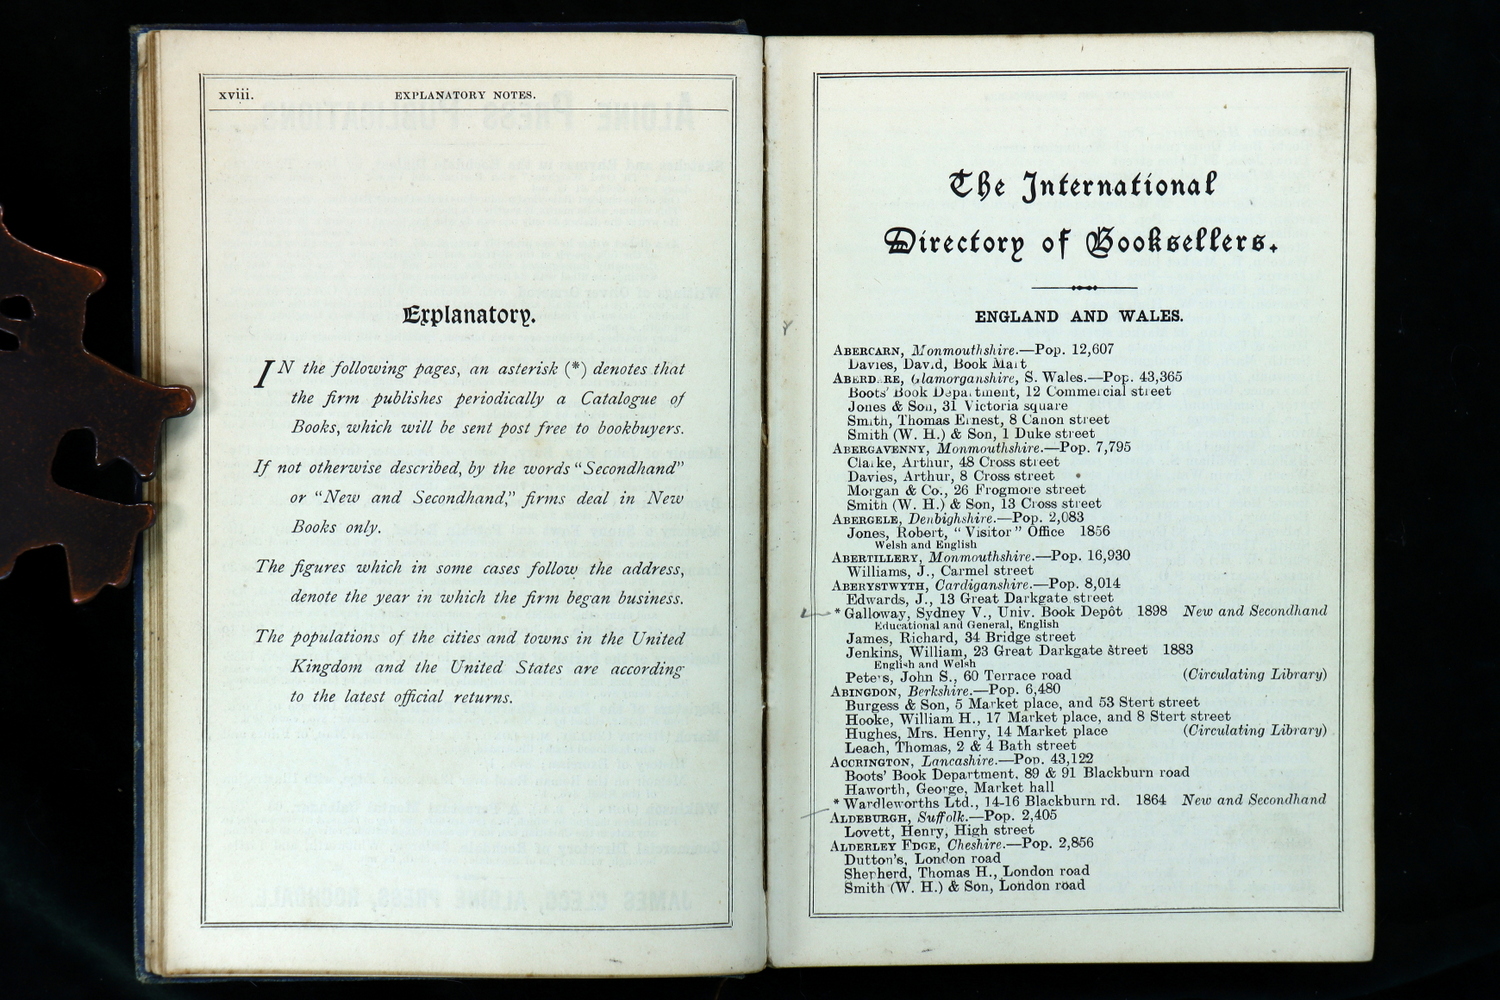 xviii.
EXPLANATORY NOTES.
Explanatory.
IN the following pages, an asterisk (*) denotes that
the firm publishes periodically a Catalogue of
Books, which will be sent post free to bookbuyers.
If not otherwise described, by the words "Secondhand"
or "New and Secondhand," firms deal in New
Books only.
The figures which in some cases follow the address,
denote the year in which the firm began business.
The populations of the cities and towns in the United
Kingdom and the United States are according
to the latest official returns.
The International
Directory of Booksellers.
ENGLAND AND WALES.
ABERCARN, Monmouthshire.—Pop. 12,607
Davies, David, Book Mart
ABERDARE, Glamorganshire, S. Wales.—Pop. 43,365
Boots' Book Department, 12 Commercial street
Jones & Son, 31 Victoria square
Smith, Thomas Ernest, 8 Canon street
Smith (W. H.) & Son, 1 Duke street
ABERGAVENNY, Monmouthshire.—Pop. 7,795
Clarke, Arthur, 48 Cross street
Davies, Arthur, 8 Cross street
Morgan & Co., 26 Frogmore street
Smith (W. H.) & Son, 13 Cross street
ABERGELE, Denbighshire.—Pop. 2,083
Jones, Robert, "Visitor" Office 1856
Welsh and English
ABERTILLERY, Monmouthshire.—Pop. 16,930
Williams, J., Carmel street
ABERYSTWYTH, Cardiganshire.—Pop. 8,014
Edwards, J., 13 Great Darkgate street
* Galloway, Sydney V., Univ. Book Depôt 1898 New and Secondhand
Educational and General, English
James, Richard, 34 Bridge street
Jenkins, William, 23 Great Darkgate street 1883
English and Welsh
Peters, John S., 60 Terrace road (Circulating Library)
ABINGDON, Berkshire.—Pop. 6,480
Burgess & Son, 5 Market place, and 53 Stert street
Hooke, William H., 17 Market place, and 8 Stert street
Hughes, Mrs. Henry, 14 Market place (Circulating Library)
Leach, Thomas, 2 & 4 Bath street
ACCRINGTON, Lancashire.—Pop. 43,122
Boots' Book Department, 89 & 91 Blackburn road
Haworth, George, Market hall
* Wardleworths Ltd., 14-16 Blackburn rd. 1864 New and Secondhand
ALDEBURGH, Suffolk.—Pop. 2,405
Lovett, Henry, High street
ALDERLEY EDGE, Cheshire.—Pop. 2,856
Dutton's, London road
Sherherd, Thomas H., London road
Smith (W. H.) & Son, London road